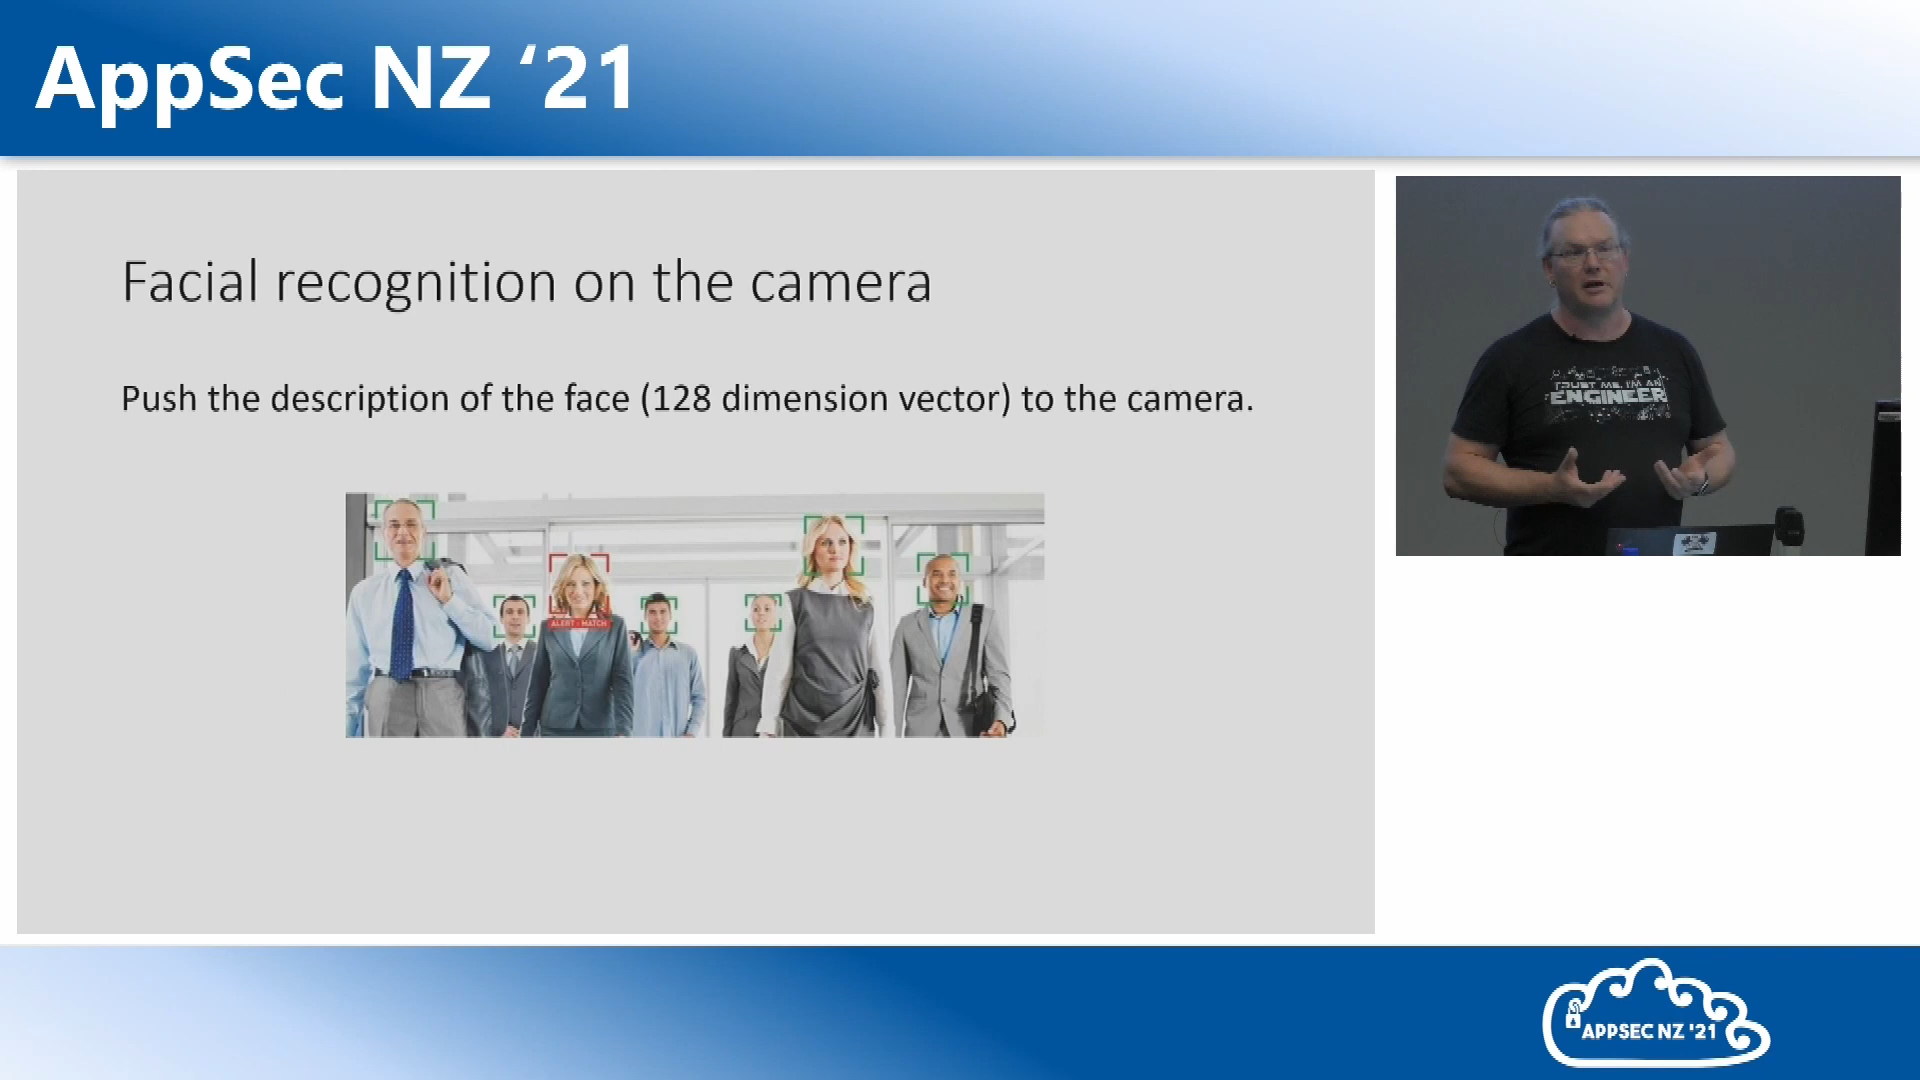 AppSec NZ ‘21
Facial recognition on the camera
Push the description of the face (128 dimension vector) to the camera.
ALERT - MATCH
TRUST ME, I'M AN
ENGINEER
APPSEC NZ '21